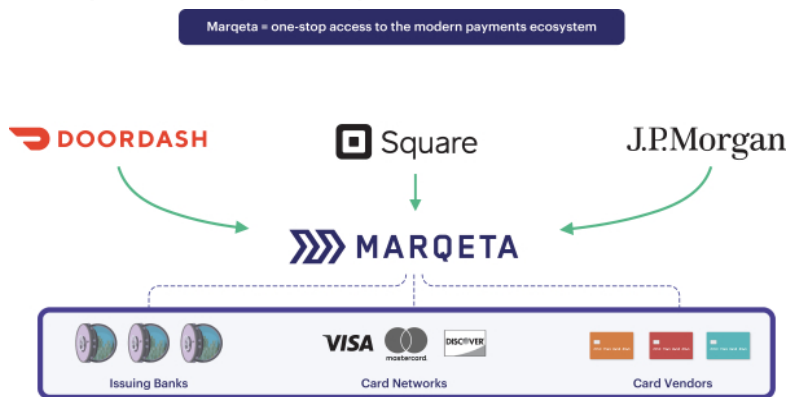 Marqeta = one-stop access to the modern payments ecosystem
DOORDASH
Square
J.P.Morgan
MARQETA
VISA
mastercard.
DISCOVER
Issuing Banks
Card Networks
Card Vendors